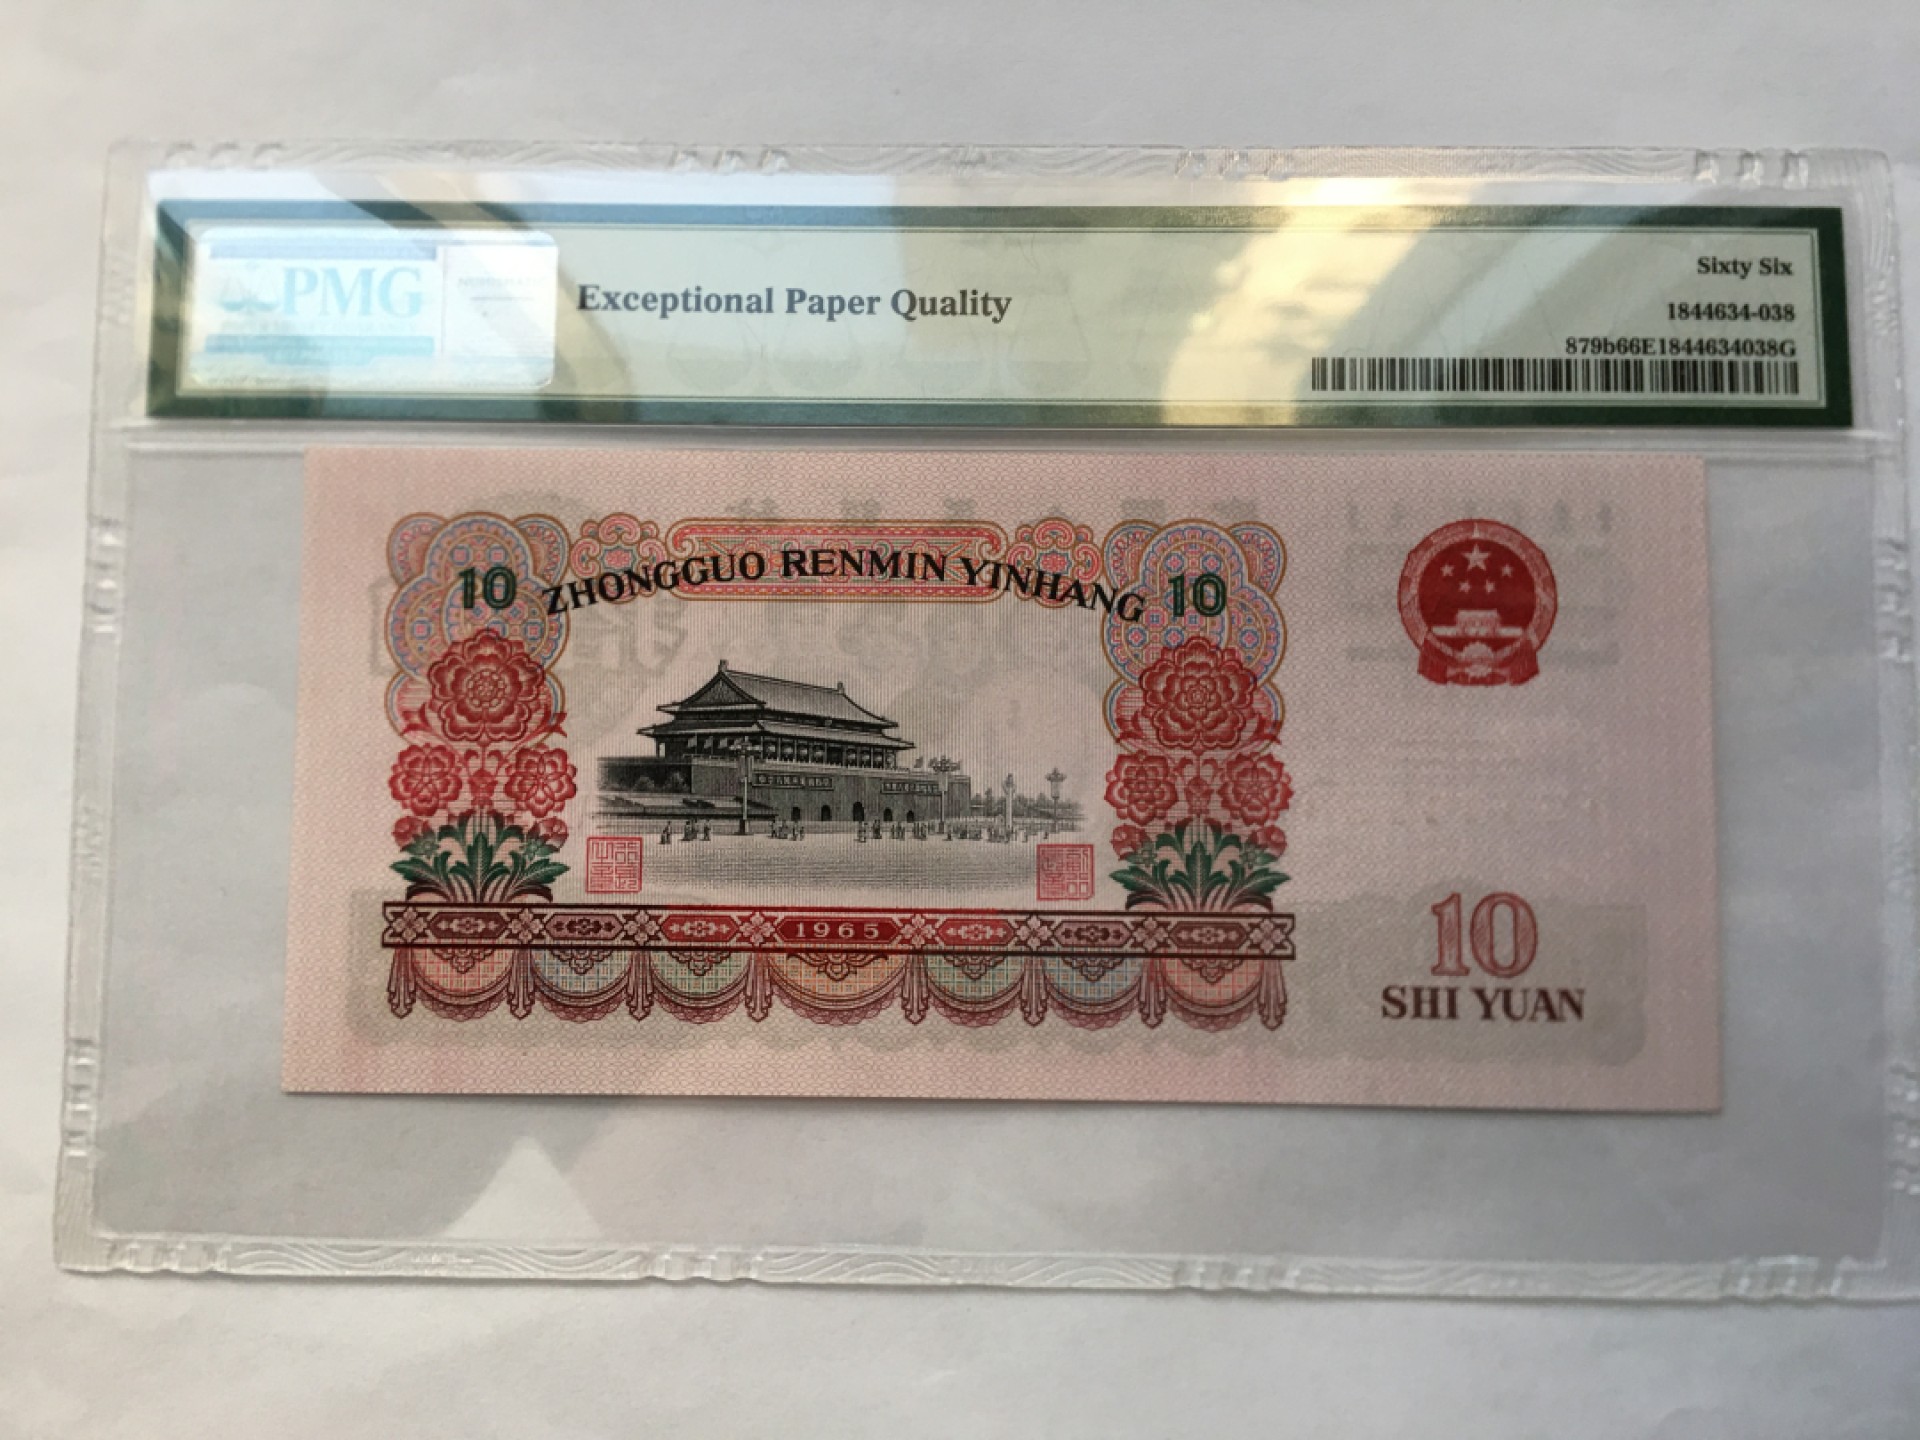 PMG
Exceptional Paper Quality
Sixty Six
1844634-038
879b66E1844634038G
10 ZHONGGUO RENMIN YINHANG 10
1965
10
SHI YUAN